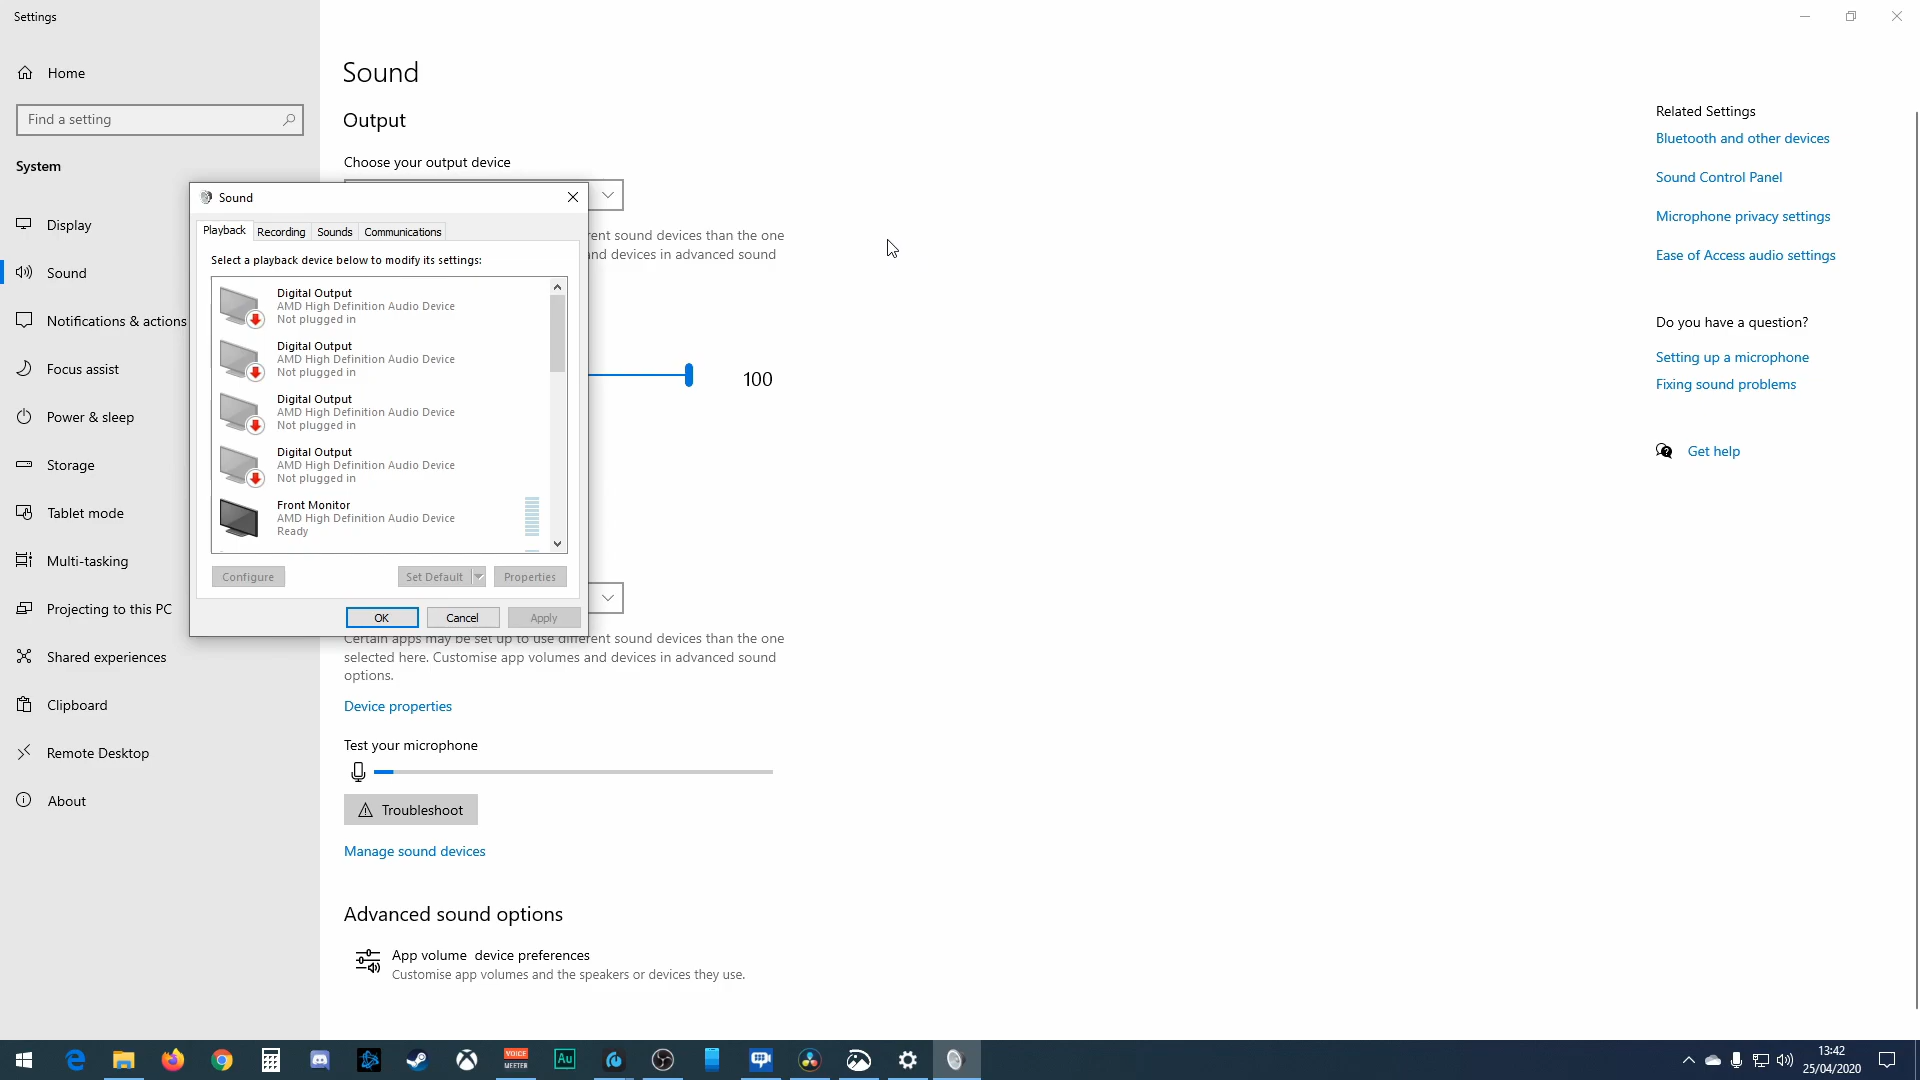 Settings
Home
Find a setting
System
Display
Sound
Notifications & actions
Focus assist
Power & sleep
Storage
Tablet mode
Multi-tasking
Projecting to this PC
Shared experiences
Clipboard
Remote Desktop
About
Sound
Output
Choose your output device
rent sound devices than the one
nd devices in advanced sound
100
Sound
Playback
Recording
Sounds
Communications
Select a playback device below to modify its settings:
Digital Output
AMD High Definition Audio Device
Not plugged in
Digital Output
AMD High Definition Audio Device
Not plugged in
Digital Output
AMD High Definition Audio Device
Not plugged in
Digital Output
AMD High Definition Audio Device
Not plugged in
Front Monitor
AMD High Definition Audio Device
Ready
Configure
Set Default
Properties
OK
Cancel
Apply
Certain apps may be set up to use different sound devices than the one
selected here. Customise app volumes and devices in advanced sound
options.
Device properties
Test your microphone
Troubleshoot
Manage sound devices
Advanced sound options
App volume device preferences
Customise app volumes and the speakers or devices they use.
Related Settings
Bluetooth and other devices
Sound Control Panel
Microphone privacy settings
Ease of Access audio settings
Do you have a question?
Setting up a microphone
Fixing sound problems
Get help
VOICE
MEETER
Au
13:42
25/04/2020